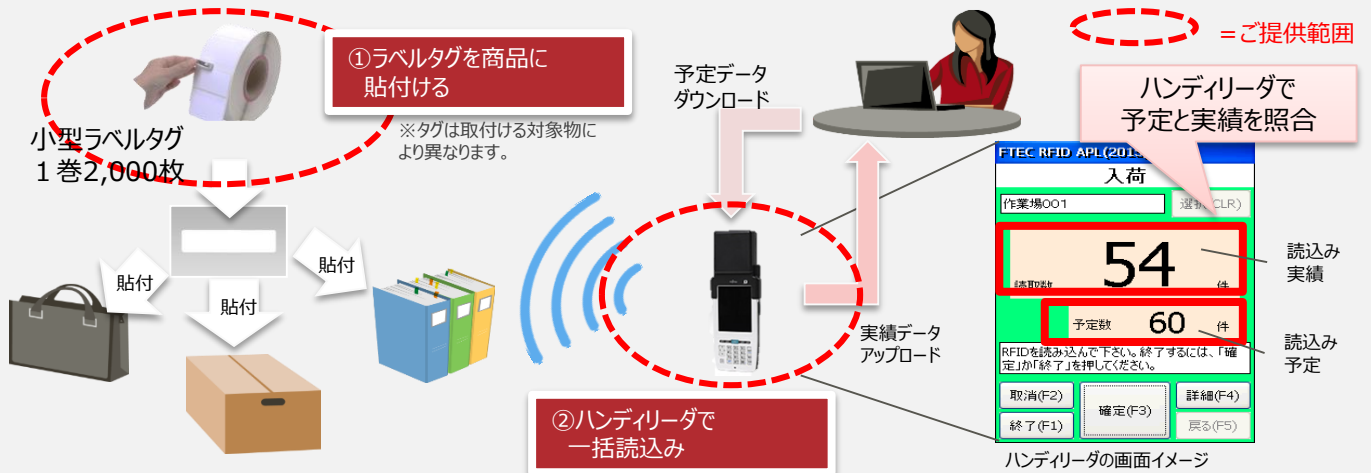 ①ラベルタグを商品に
貼付ける
※タグは取付ける対象物に
より異なります。
小型ラベルタグ
1巻2,000枚
貼付
貼付
貼付
予定データ
ダウンロード
実績データ
アップロード
②ハンディリーダで
一括読込み
=ご提供範囲
ハンディリーダで
予定と実績を照合
FTEC RFID APL(201
入荷
作業場001
選択(CLR)
54
読取数
件
予定数 60 件
RFIDを読み込んで下さい。終了するには、「確
定」か「終了」を押してください。
取消(F2)
確定(F3)
詳細(F4)
終了(F1)
戻る(F5)
読込み
実績
読込み
予定
ハンディリーダの画面イメージ